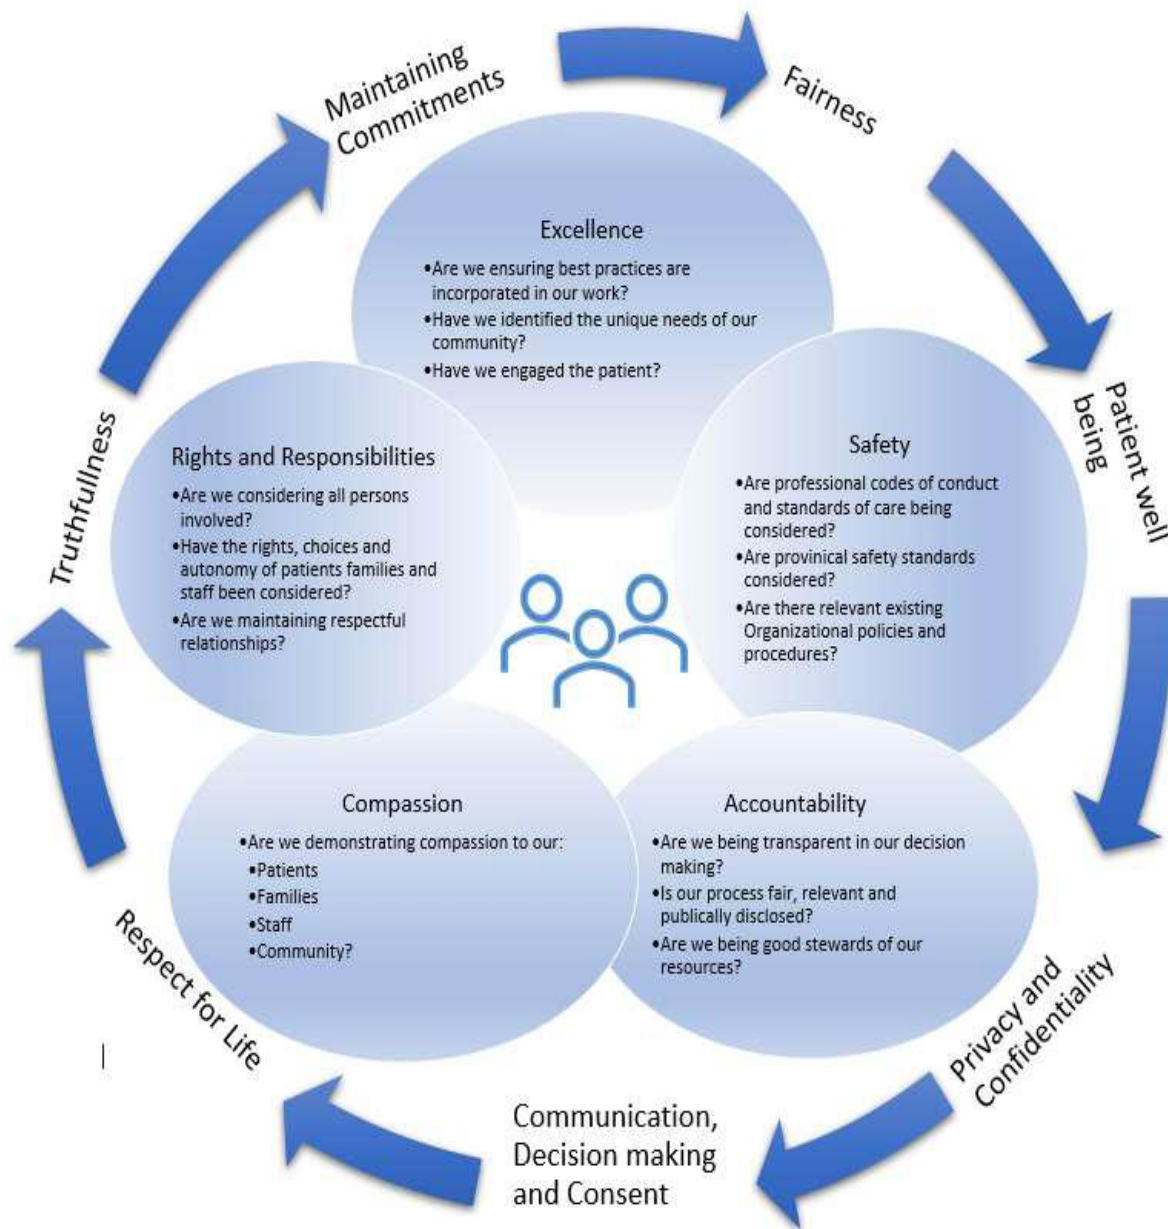 Maintaining
Commitments
Fairness
Patient well
being
Privacy and
Confidentiality
Communication,
Decision making
and Consent
Respect for Life
Truthfullness
Excellence
•Are we ensuring best practices are
incorporated in our work?
•Have we identified the unique needs of our
community?
•Have we engaged the patient?
Safety
•Are professional codes of conduct
and standards of care being
considered?
•Are provinical safety standards
considered?
•Are there relevant existing
Organizational policies and
procedures?
Accountability
•Are we being transparent in our decision
making?
•Is our process fair, relevant and
publically disclosed?
•Are we being good stewards of our
resources?
Compassion
•Are we demonstrating compassion to our:
•Patients
•Families
•Staff
•Community?
Rights and Responsibilities
•Are we considering all persons
involved?
•Have the rights, choices and
autonomy of patients families and
staff been considered?
•Are we maintaining respectful
relationships?